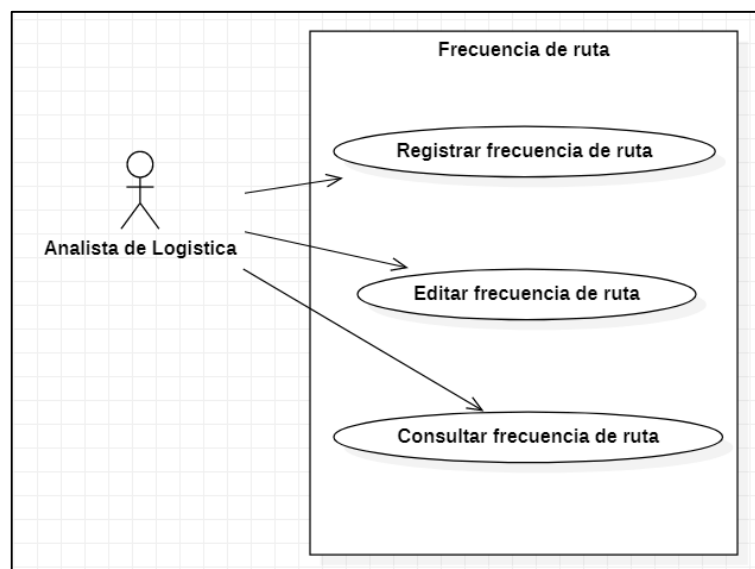 Frecuencia de ruta
Registrar frecuencia de ruta
Analista de Logistica
Editar frecuencia de ruta
Consultar frecuencia de ruta